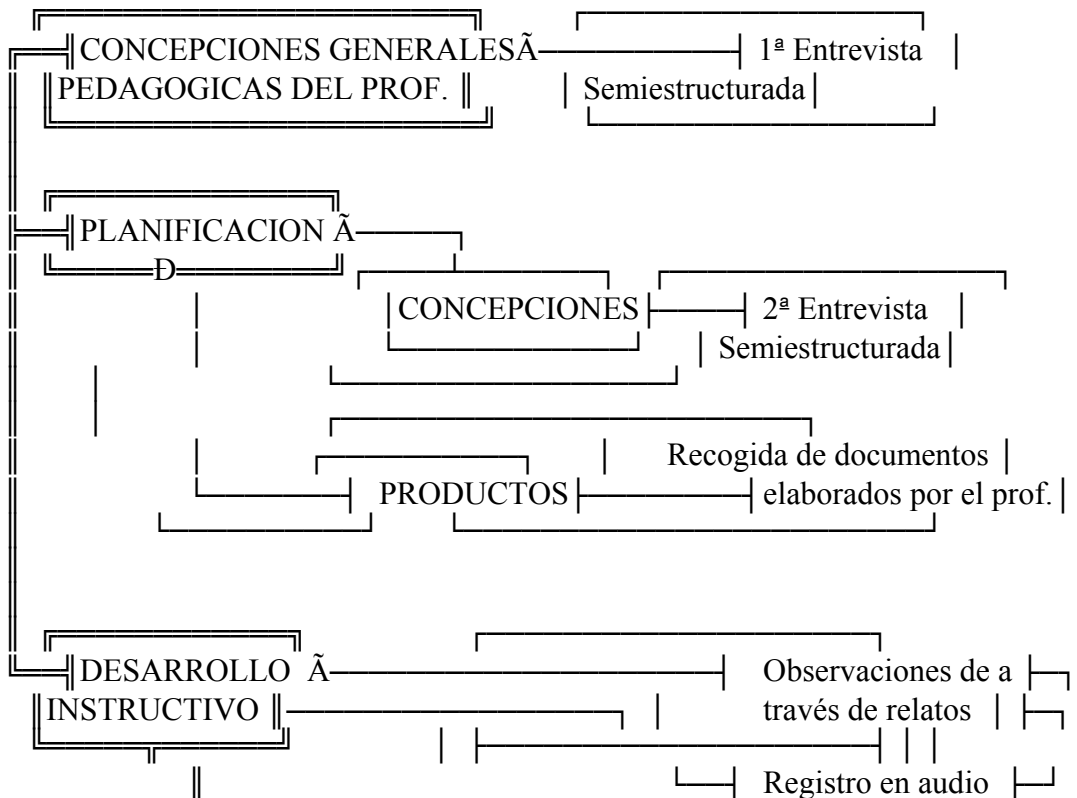 CONCEPCIONES GENERALESÃ 1ª Entrevista
PEDAGOGICAS DEL PROF. Semiestructurada
PLANIFICACION Ã
Ð
CONCEPCIONES 2ª Entrevista
Semiestructurada
Recogida de documentos
PRODUCTOS elaborados por el prof.
DESARROLLO Ã Observaciones de a
INSTRUCTIVO través de relatos
Registro en audio